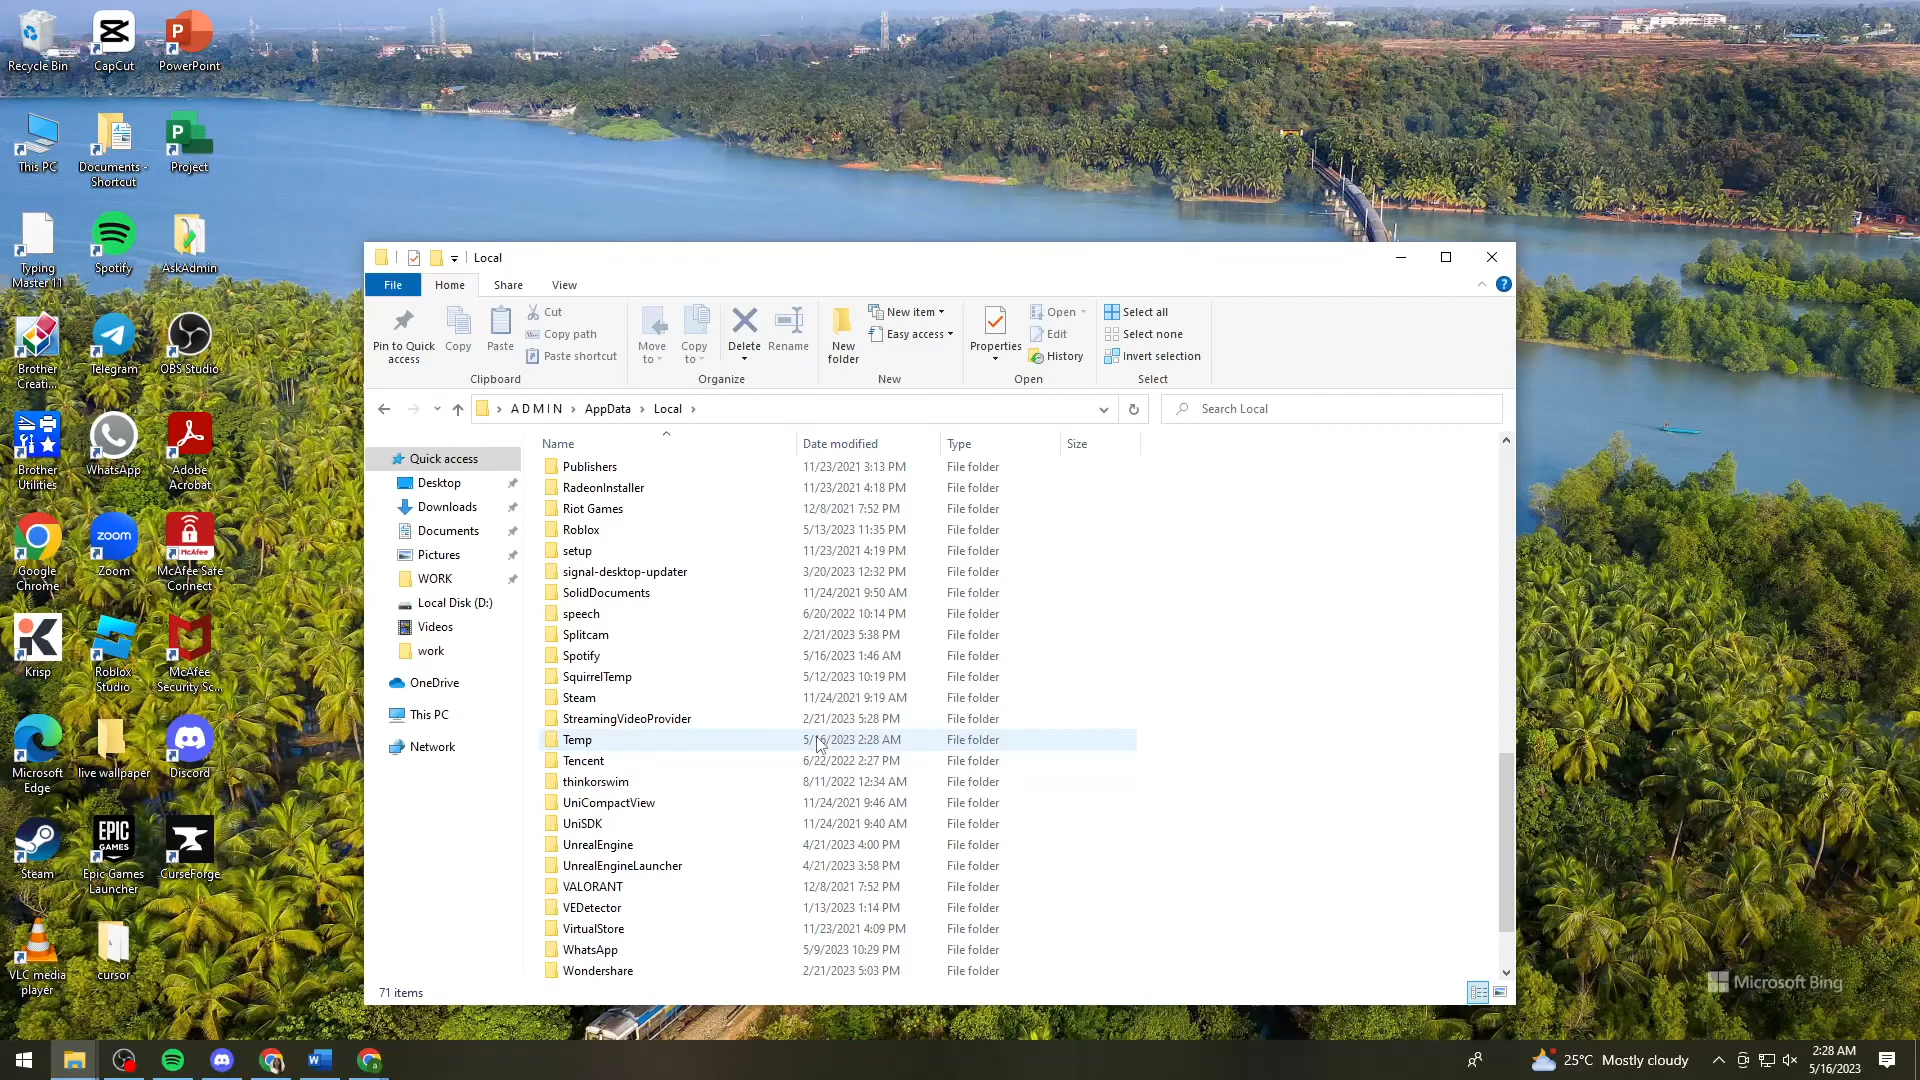 Recycle Bin
CapCut
PowerPoint
This PC
Documents - Shortcut
Project
Typing Master 11
Spotify
AskAdmin
Brother Creati...
Telegram
OBS Studio
Brother Utilities
WhatsApp
Adobe Acrobat
Google Chrome
zoom
Zoom
McAfee
McAfee Safe Connect
Krisp
Roblox Studio
McAfee Security Sc...
Microsoft Edge
live wallpaper
Discord
Steam
EPIC GAMES
Epic Games Launcher
CurseForge
VLC media player
cursor
Local
File Home Share View
Pin to Quick access
Copy
Paste
Cut
Copy path
Paste shortcut
Clipboard
Move to
Copy to
Delete
Rename
Organize
New folder
New item
Easy access
New
Properties
Open
Edit
History
Open
Select all
Select none
Invert selection
Select
A D M I N > AppData > Local >
Search Local
Quick access
Desktop
Downloads
Documents
Pictures
WORK
Local Disk (D:)
Videos
work
OneDrive
This PC
Network
Name Date modified Type Size
Publishers 11/23/2021 3:13 PM File folder
RadeonInstaller 11/23/2021 4:18 PM File folder
Riot Games 12/8/2021 7:52 PM File folder
Roblox 5/13/2023 11:35 PM File folder
setup 11/23/2021 4:19 PM File folder
signal-desktop-updater 3/20/2023 12:32 PM File folder
SolidDocuments 11/24/2021 9:50 AM File folder
speech 6/20/2022 10:14 PM File folder
Splitcam 2/21/2023 5:38 PM File folder
Spotify 5/16/2023 1:46 AM File folder
SquirrelTemp 5/12/2023 10:19 PM File folder
Steam 11/24/2021 9:19 AM File folder
StreamingVideoProvider 2/21/2023 5:28 PM File folder
Temp 5/16/2023 2:28 AM File folder
Tencent 6/22/2022 2:27 PM File folder
thinkorswim 8/11/2022 12:34 AM File folder
UniCompactView 11/24/2021 9:46 AM File folder
UniSDK 11/24/2021 9:40 AM File folder
UnrealEngine 4/21/2023 4:00 PM File folder
UnrealEngineLauncher 4/21/2023 3:58 PM File folder
VALORANT 12/8/2021 7:52 PM File folder
VEDetector 1/13/2023 1:14 PM File folder
VirtualStore 11/23/2021 4:09 PM File folder
WhatsApp 5/9/2023 10:29 PM File folder
Wondershare 2/21/2023 5:03 PM File folder
71 items
Microsoft Bing
25°C Mostly cloudy
2:28 AM
5/16/2023